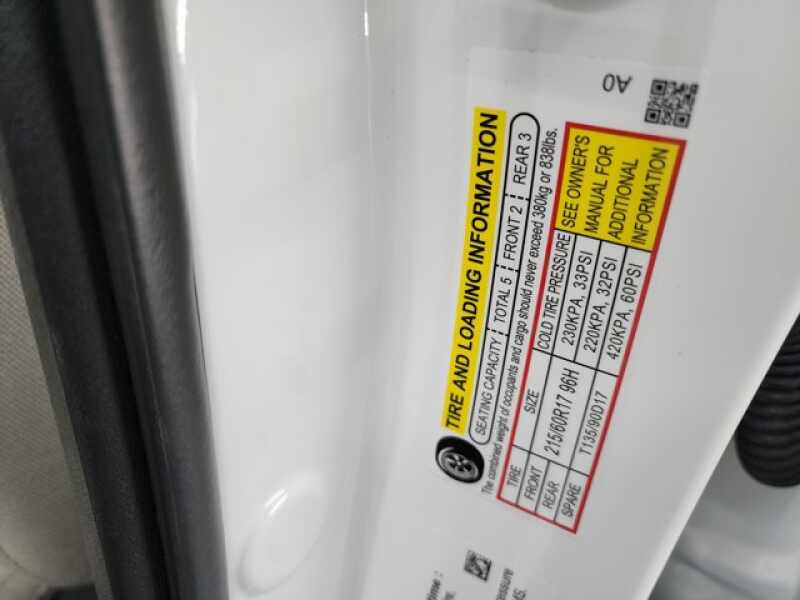 A0
TIRE AND LOADING INFORMATION
SEATING CAPACITY TOTAL 5 FRONT 2 REAR 3
The combined weight of occupants and cargo should never exceed 380kg or 838lbs.
TIRE SIZE COLD TIRE PRESSURE SEE OWNER'S MANUAL FOR ADDITIONAL INFORMATION
FRONT 215/60R17 96H 230KPA, 33PSI
REAR 220KPA, 32PSI
SPARE T135/90D17 420KPA, 60PSI